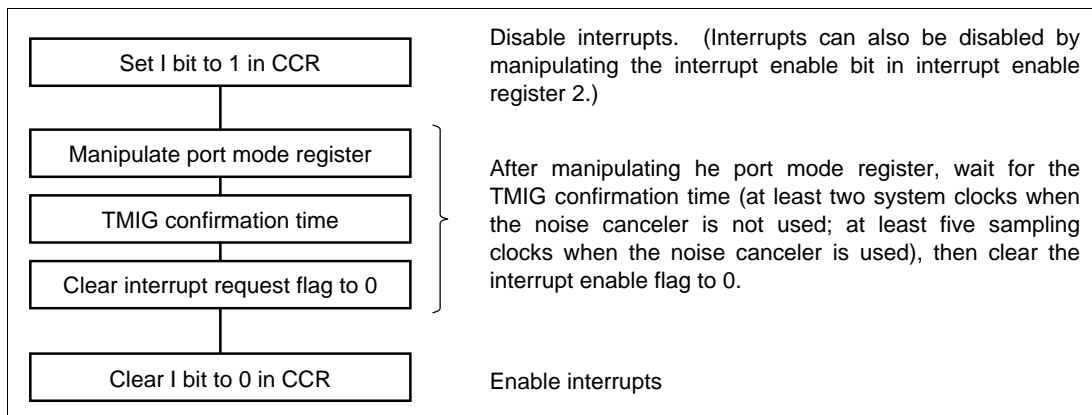 Set I bit to 1 in CCR
Disable interrupts. (Interrupts can also be disabled by
manipulating the interrupt enable bit in interrupt enable
register 2.)
Manipulate port mode register
TMIG confirmation time
Clear interrupt request flag to 0
After manipulating he port mode register, wait for the
TMIG confirmation time (at least two system clocks when
the noise canceler is not used; at least five sampling
clocks when the noise canceler is used), then clear the
interrupt enable flag to 0.
Clear I bit to 0 in CCR
Enable interrupts